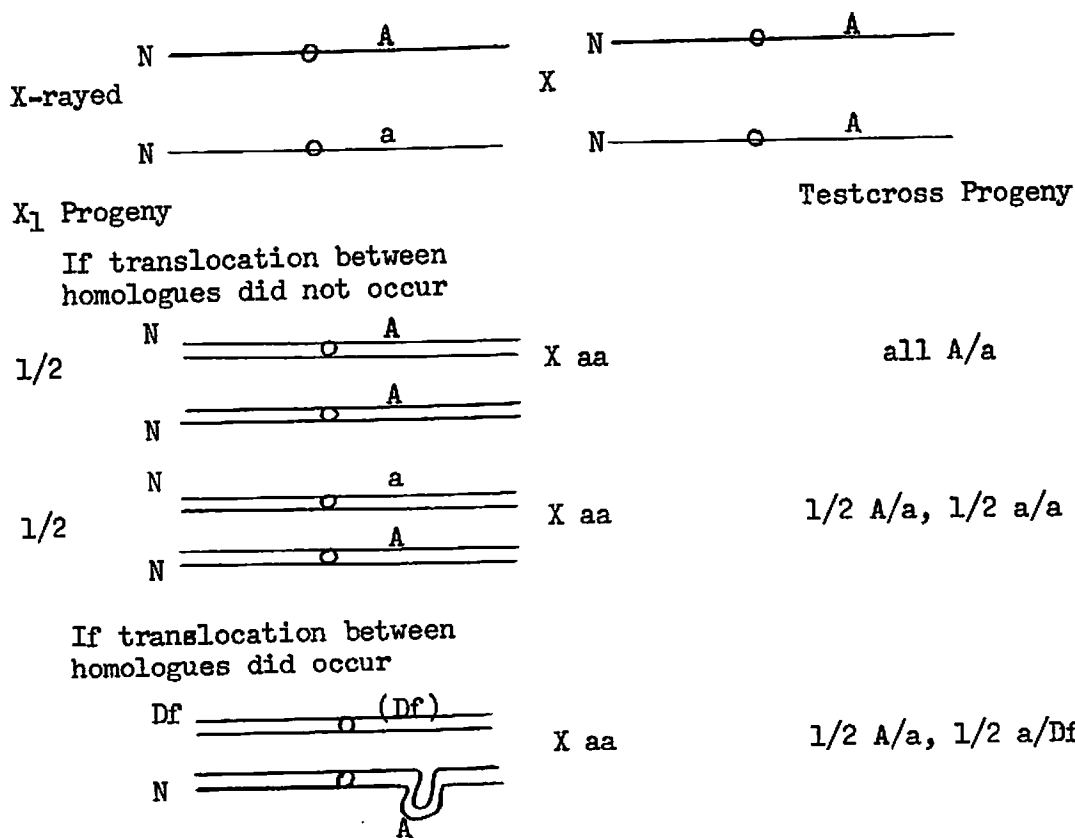 A A
N N
X-rayed X
a A
N N
Testcross Progeny
X1 Progeny
If translocation between
homologues did not occur
N A
1/2 X aa all A/a
A
N
N a
1/2 X aa 1/2 A/a, 1/2 a/a
A
N
If translocation between
homologues did occur
Df (Df)
X aa 1/2 A/a, 1/2 a/Df
N
A